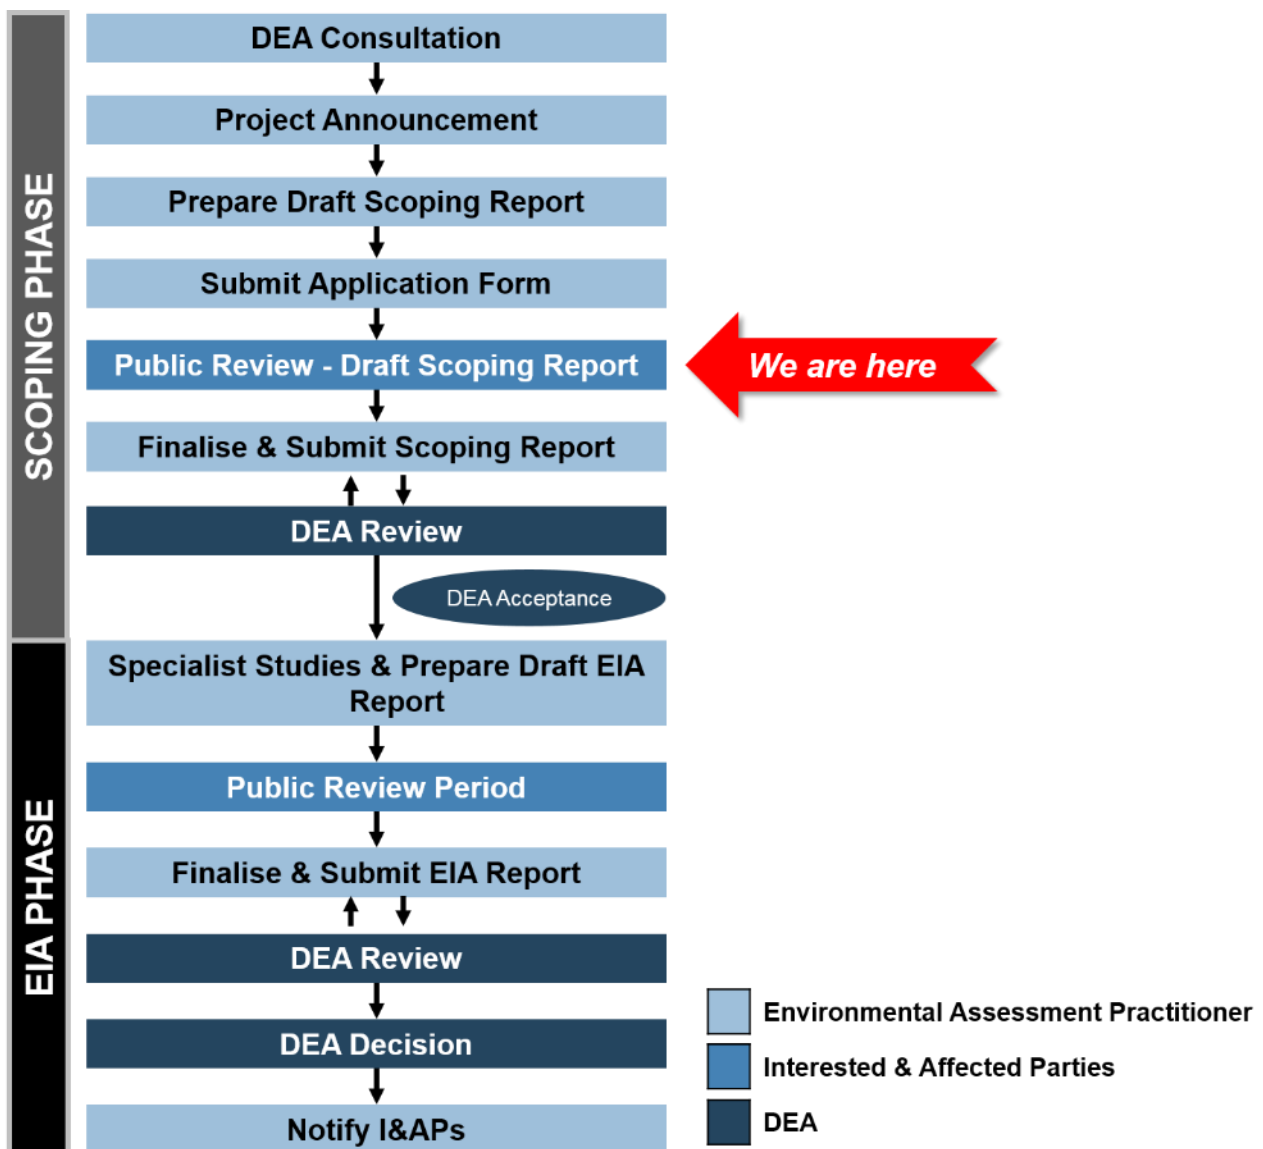 SCOPING PHASE
DEA Consultation
Project Announcement
Prepare Draft Scoping Report
Submit Application Form
Public Review - Draft Scoping Report
We are here
Finalise & Submit Scoping Report
DEA Review
DEA Acceptance
EIA PHASE
Specialist Studies & Prepare Draft EIA
Report
Public Review Period
Finalise & Submit EIA Report
DEA Review
DEA Decision
Notify I&APs
Environmental Assessment Practitioner
Interested & Affected Parties
DEA